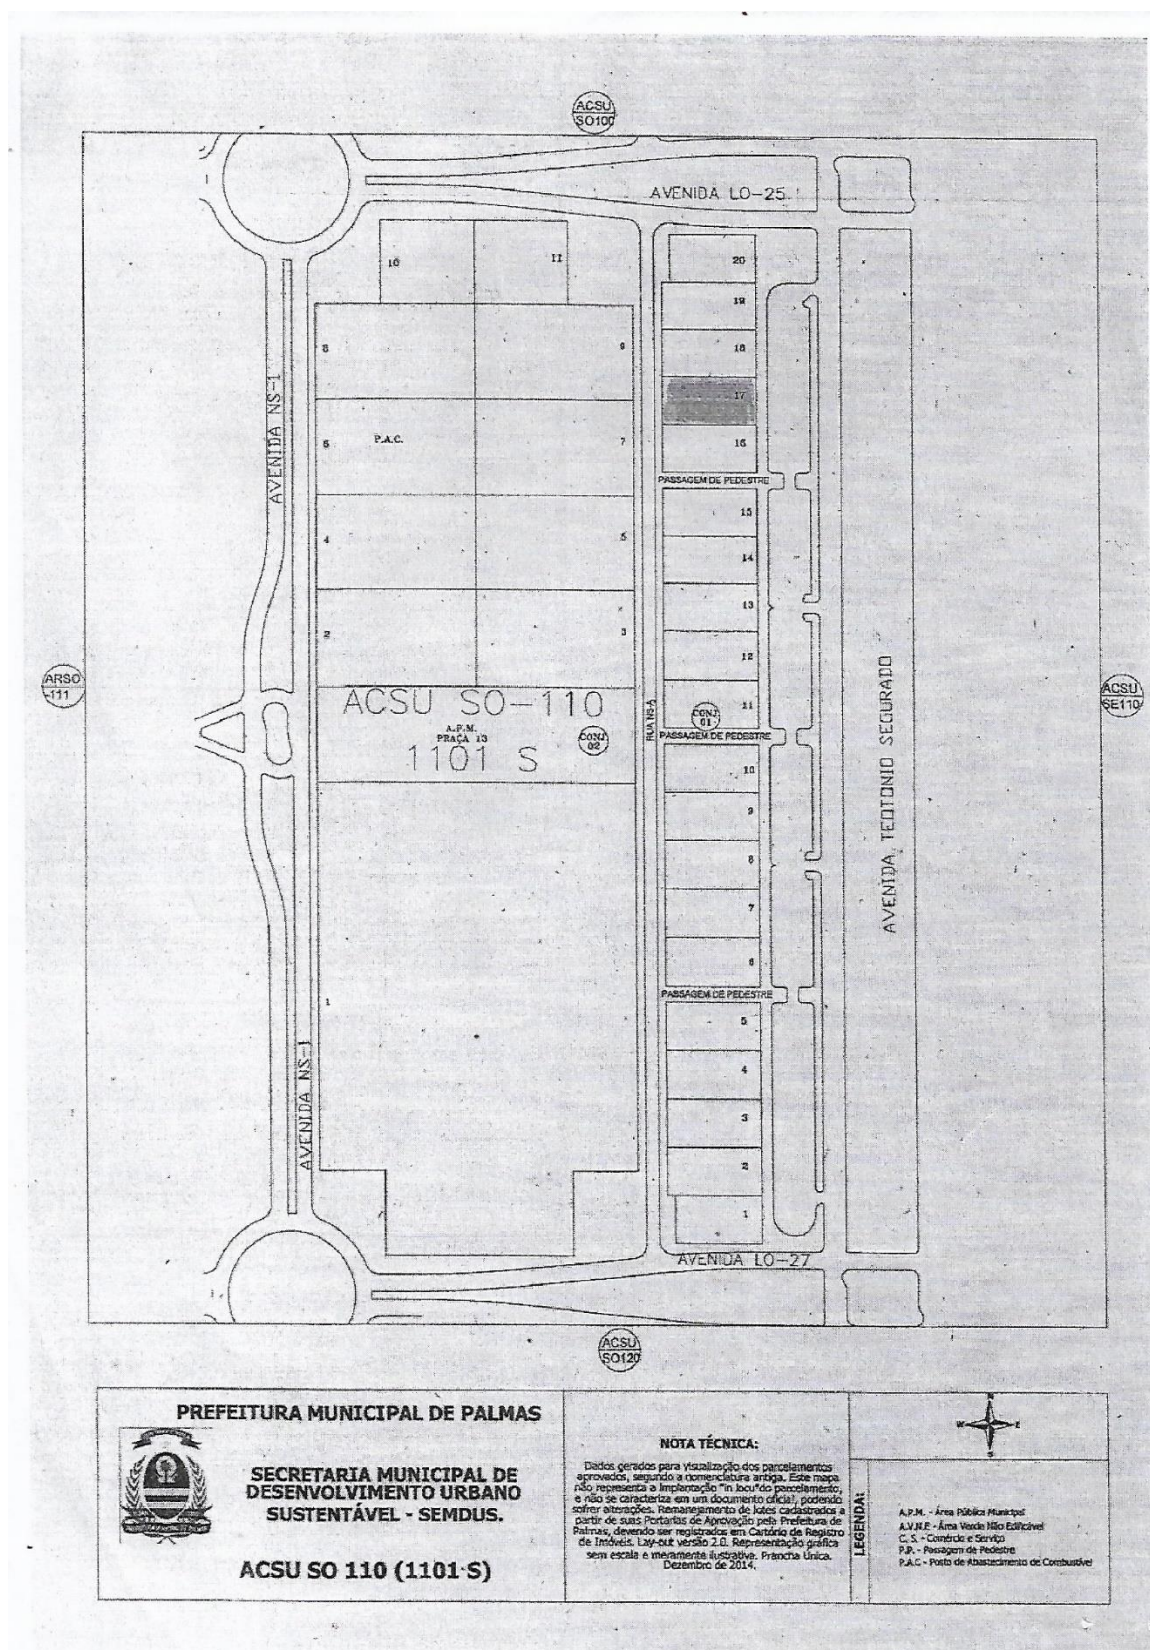 ACSU
SO100
AVENIDA LO-25
10
11
20
19
8
9
18
17
AVENIDA NS-1
6
P.A.C.
7
16
PASSAGEM DE PEDESTRE
15
4
5
14
13
2
3
12
ARSO
-111
ACSU
SE110
ACSU SO-110
A.P.M.
PRAÇA 13
CONJ
02
1101 S
RUA NS-A
CONJ
01
11
PASSAGEM DE PEDESTRE
10
9
8
7
6
AVENIDA TEOTONIO SEGURADO
PASSAGEM DE PEDESTRE
1
5
4
3
2
1
AVENIDA NS-1
AVENIDA LO-27
ACSU
SO120
PREFEITURA MUNICIPAL DE PALMAS
SECRETARIA MUNICIPAL DE
DESENVOLVIMENTO URBANO
SUSTENTÁVEL - SEMDUS.
ACSU SO 110 (1101 S)
NOTA TÉCNICA:
Dados gerados para visualização dos parcelamentos
aprovados, segundo a nomenclatura antiga. Este mapa
não representa a implantação "in locu" do parcelamento,
e não se caracteriza em um documento oficial, podendo
sofrer alterações. Remanejamento de lotes cadastrados a
partir de suas Portarias de Aprovação pela Prefeitura de
Palmas, devendo ser registrados em Cartório de Registro
de Imóveis. Lay-out versão 2.0. Representação gráfica
sem escala e meramente ilustrativa. Prancha Única.
Dezembro de 2014.
N
W E
S
LEGENDA:
A.P.M. - Área Pública Municipal
A.V.N.E - Área Verde Não Edificável
C. S. - Comércio e Serviço
P.P. - Passagem de Pedestre
P.A.C - Posto de Abastecimento de Combustível